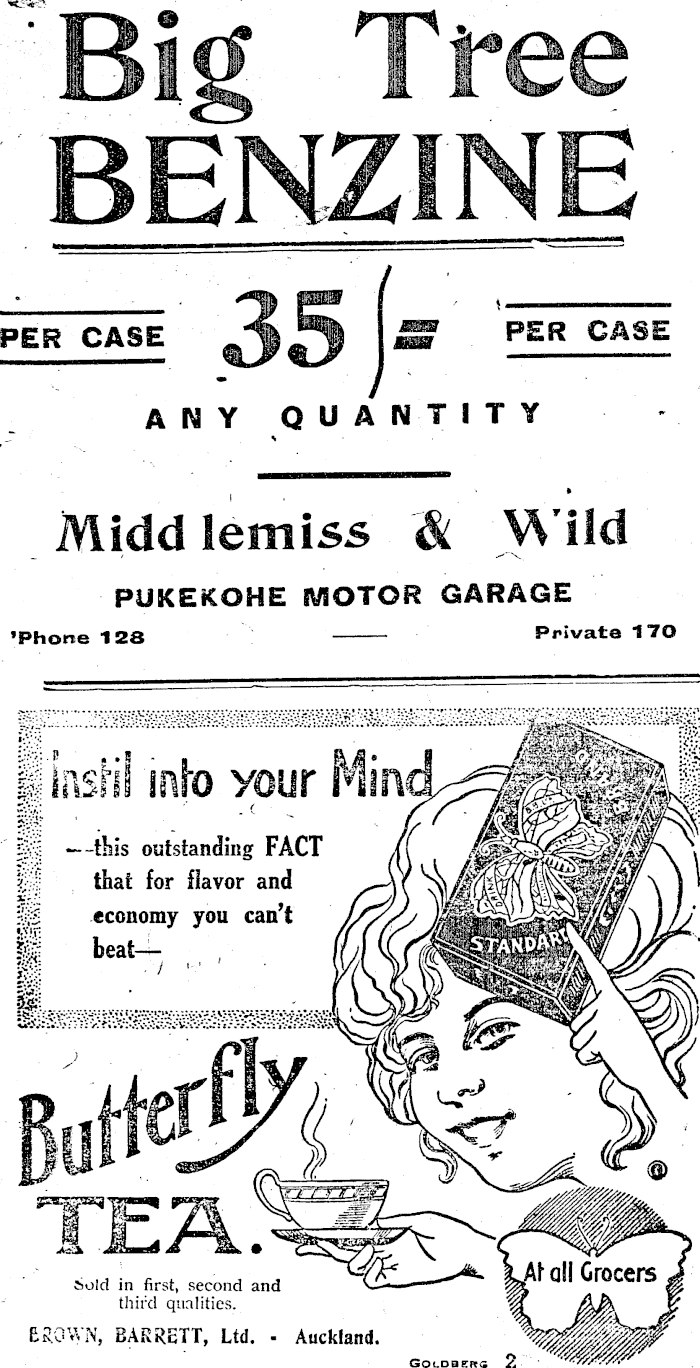 Big Tree
BENZINE
PER CASE 35/= PER CASE
ANY QUANTITY
Middlemiss & Wild
PUKEKOHE MOTOR GARAGE
'Phone 128 — Private 170
Instil into your Mind
—this outstanding FACT
that for flavor and
economy you can't
beat—
STANDARD
Butterfly
TEA.
At all Grocers
Sold in first, second and
third qualities.
BROWN, BARRETT, Ltd. - Auckland.
GOLDBERG 2